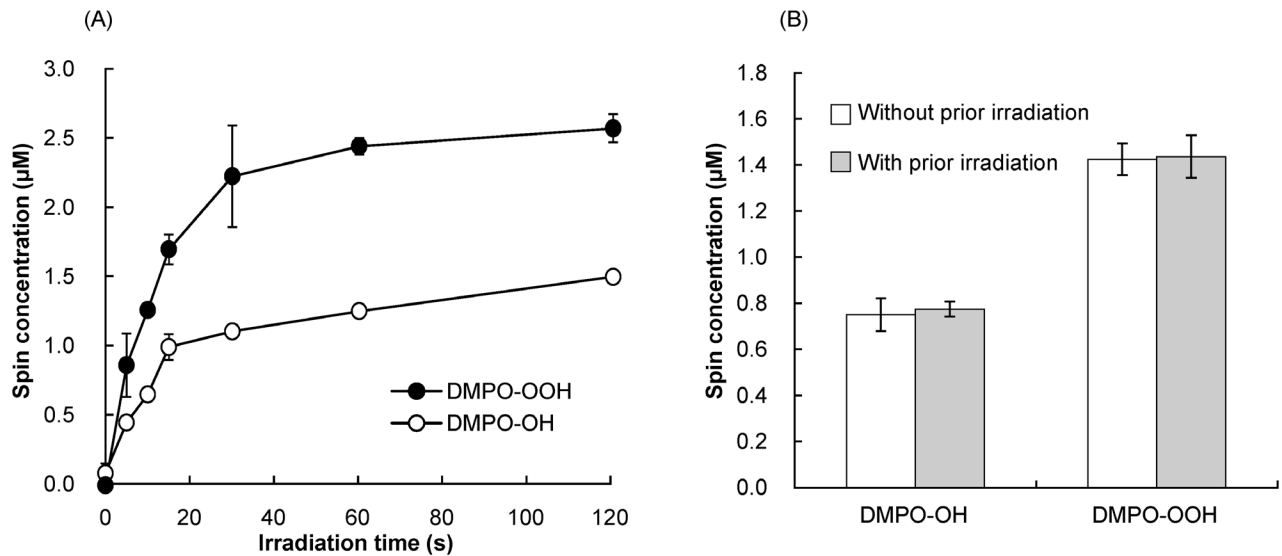 (A)
Spin concentration (µM)
3.0
2.5
2.0
1.5
1.0
0.5
0.0
DMPO-OOH
DMPO-OH
0 20 40 60 80 100 120
Irradiation time (s)
(B)
Spin concentration (µM)
1.8
1.6
1.4
1.2
1.0
0.8
0.6
0.4
0.2
0.0
Without prior irradiation
With prior irradiation
DMPO-OH DMPO-OOH